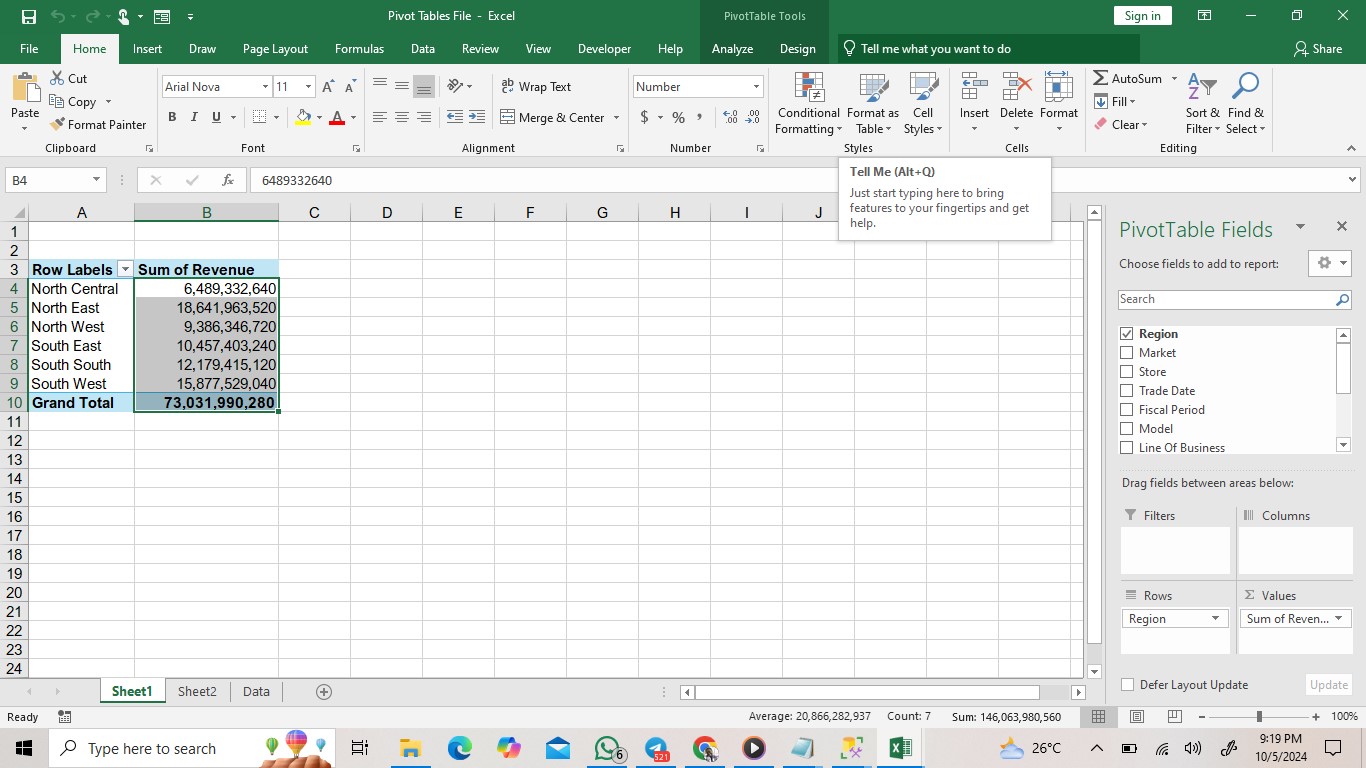 Pivot Tables File - Excel
PivotTable Tools
Sign in
File Home Insert Draw Page Layout Formulas Data Review View Developer Help Analyze Design Tell me what you want to do Share
Paste
Cut
Copy
Format Painter
Clipboard
Arial Nova 11 A A
B I U A
Font
ab Wrap Text
Merge & Center
Alignment
Number
$ % , .00
Number
Conditional Formatting
Format as Table
Cell Styles
Styles
Insert Delete Format
Cells
AutoSum
Fill
Clear
Sort & Filter
Find & Select
Editing
B4 fx 6489332640
Tell Me (Alt+Q)
Just start typing here to bring
features to your fingertips and get
help.
A B C D E F G H I J
1
2
3 Row Labels Sum of Revenue
4 North Central 6,489,332,640
5 North East 18,641,963,520
6 North West 9,386,346,720
7 South East 10,457,403,240
8 South South 12,179,415,120
9 South West 15,877,529,040
10 Grand Total 73,031,990,280
11
12
13
14
15
16
17
18
19
20
21
22
23
24
PivotTable Fields
Choose fields to add to report:
Search
Region
Market
Store
Trade Date
Fiscal Period
Model
Line Of Business
Drag fields between areas below:
Filters Columns
Rows Σ Values
Region Sum of Reven...
Defer Layout Update Update
Sheet1 Sheet2 Data
Ready Average: 20,866,282,937 Count: 7 Sum: 146,063,980,560 100%
Type here to search 6 521 26°C 9:19 PM
10/5/2024